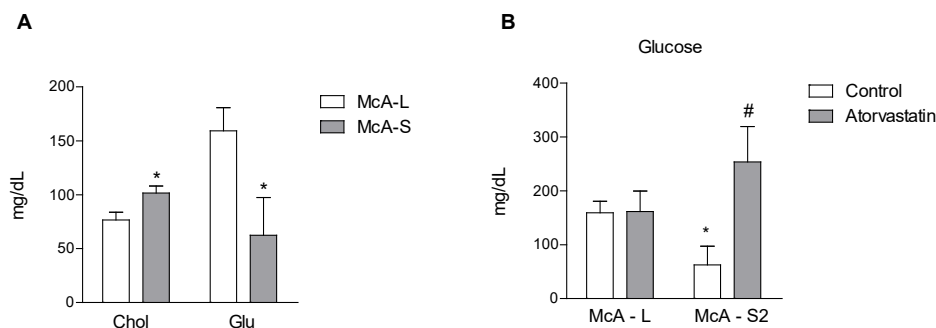 A
200
150
100
50
0
mg/dL
*
*
Chol
Glu
McA-L
McA-S
B
Glucose
400
300
200
100
0
mg/dL
*
#
McA - L
McA - S2
Control
Atorvastatin